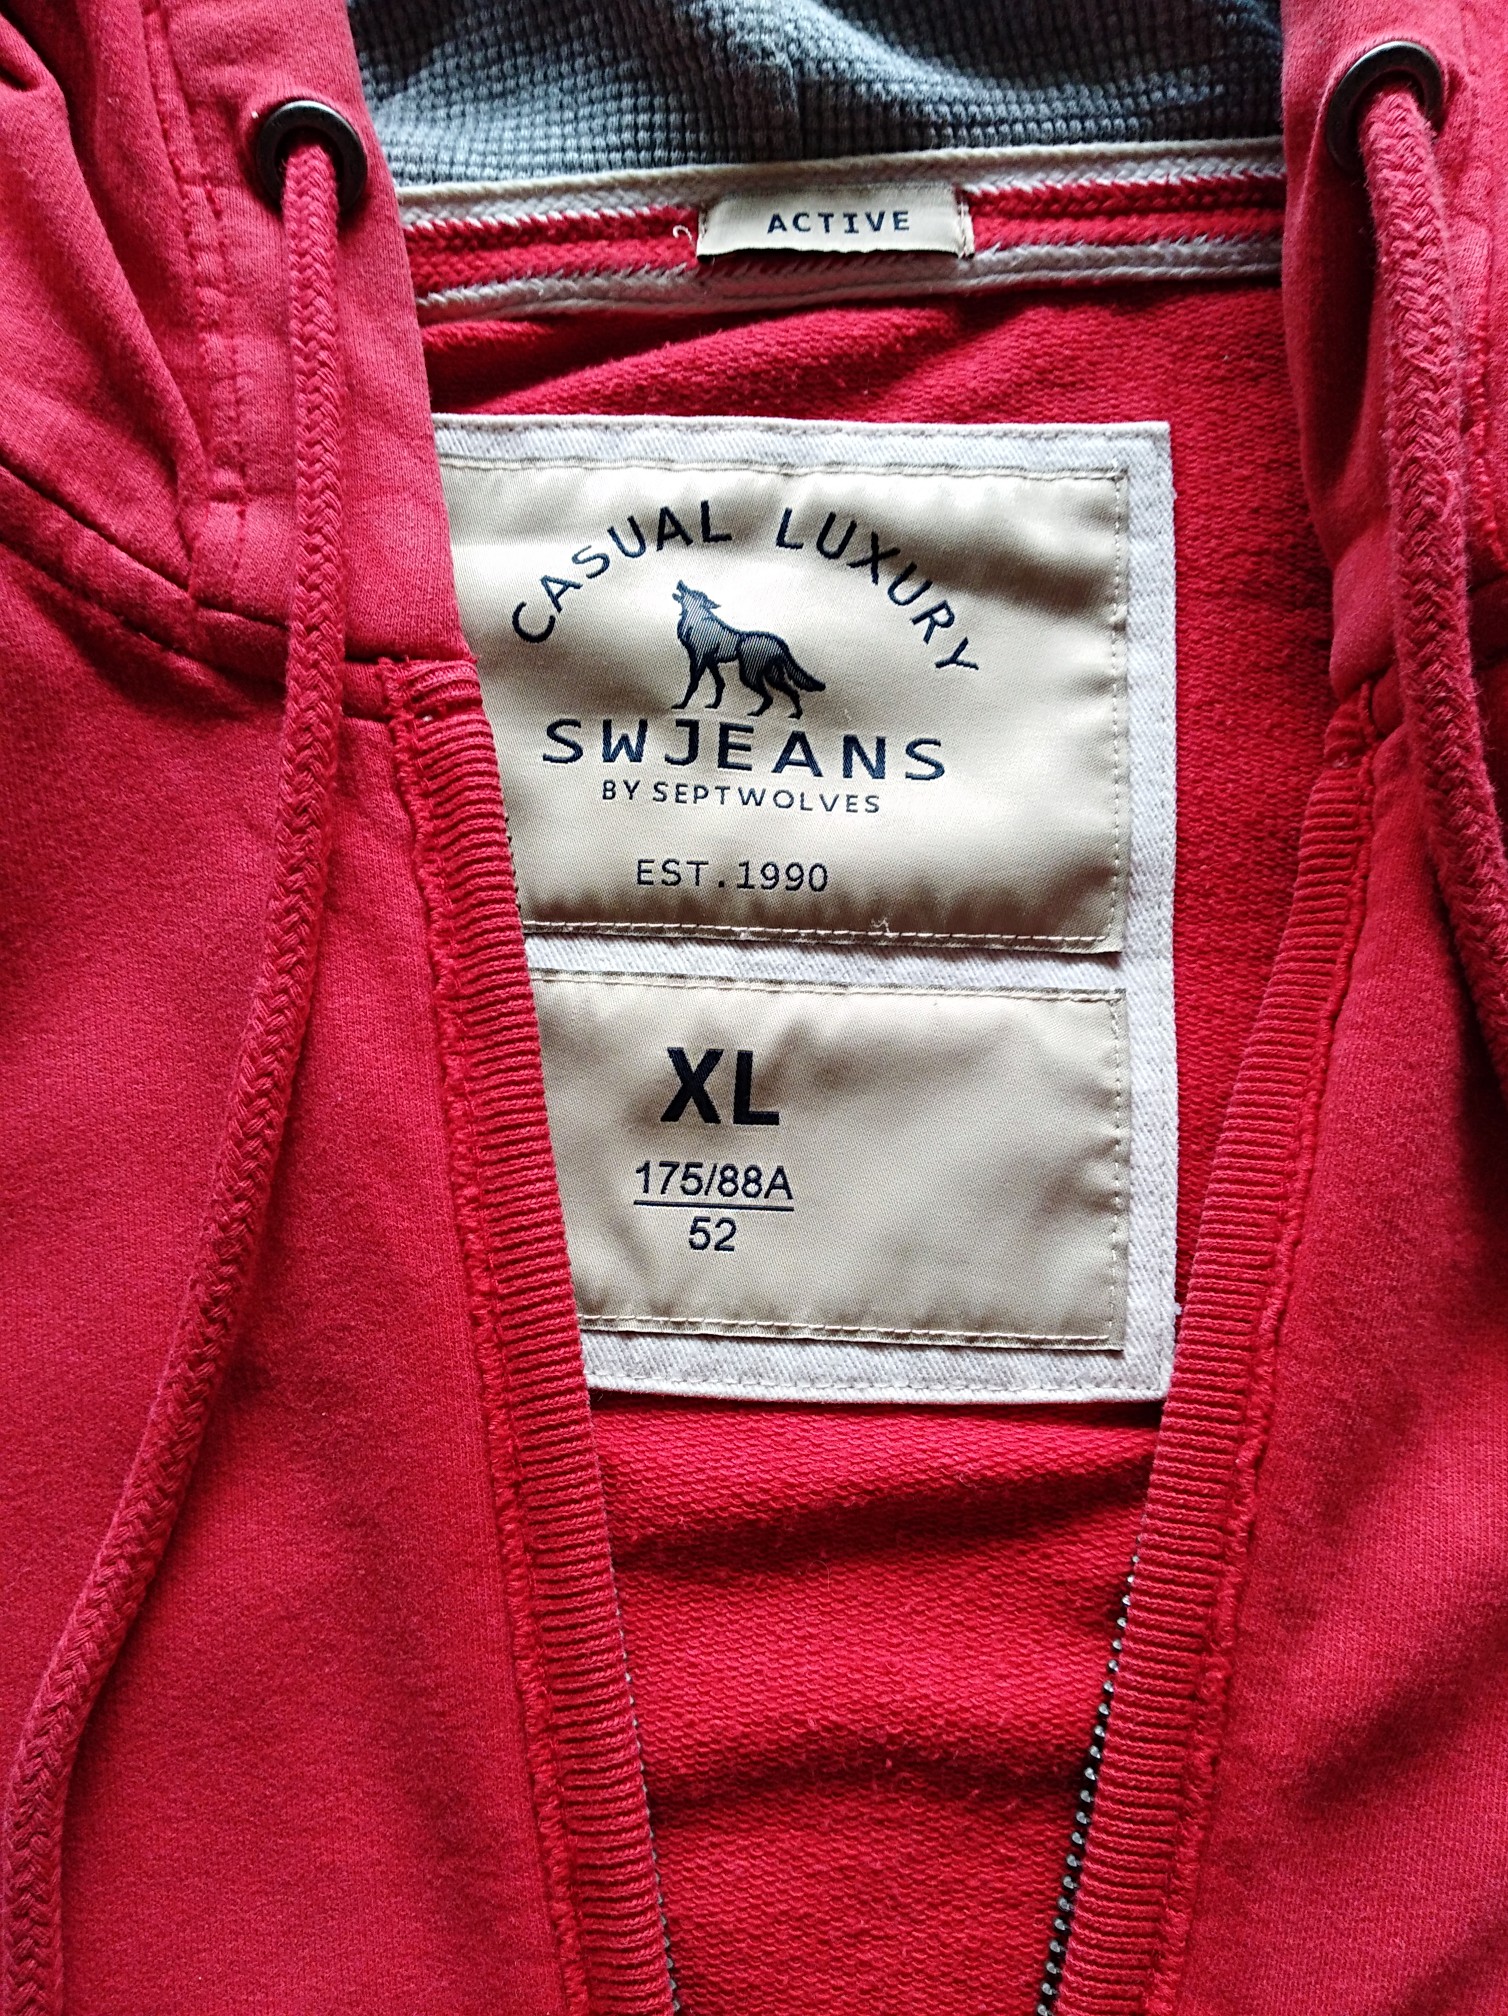 ACTIVE
CASUAL LUXURY
SWJEANS
BY SEPTWOLVES
EST.1990
XL
175/88A
52